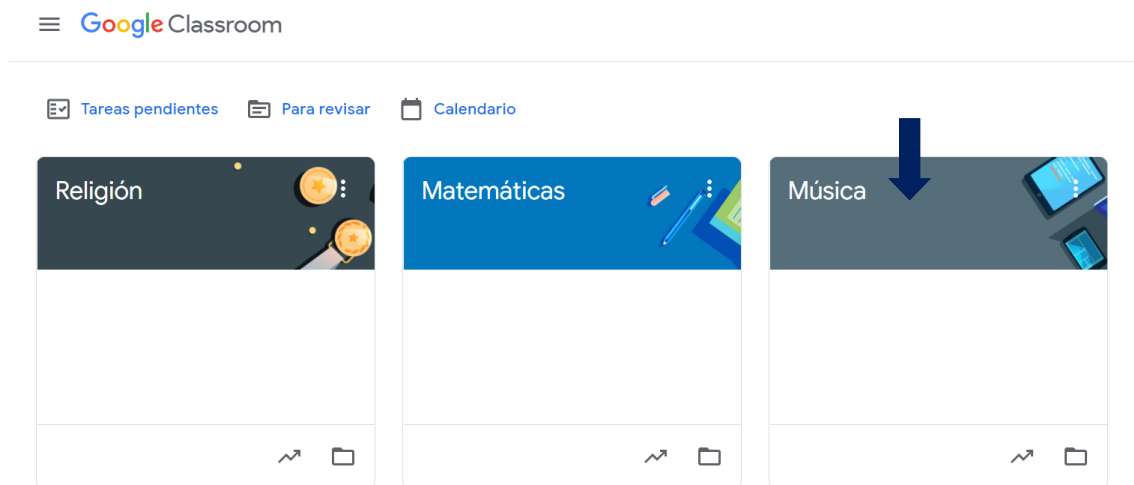 Google Classroom
Tareas pendientes Para revisar Calendario
Religión Matemáticas Música